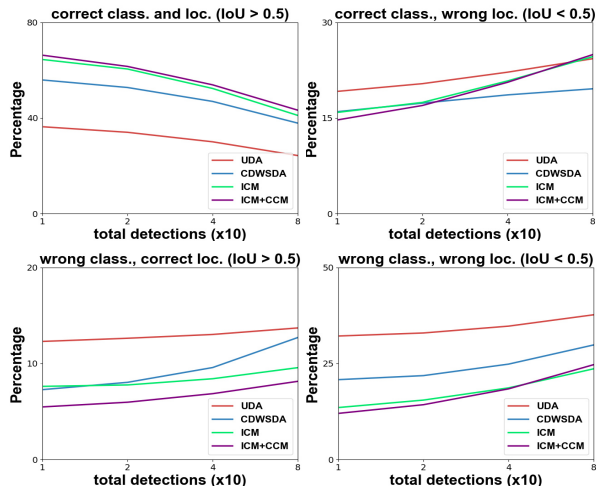 correct class. and loc. (IoU > 0.5)
Percentage
80
40
0
UDA
CDWSDA
ICM
ICM+CCM
1 2 4 8
total detections (x10)
correct class., wrong loc. (IoU < 0.5)
Percentage
30
15
0
UDA
CDWSDA
ICM
ICM+CCM
1 2 4 8
total detections (x10)
wrong class., correct loc. (IoU > 0.5)
Percentage
20
10
0
UDA
CDWSDA
ICM
ICM+CCM
1 2 4 8
total detections (x10)
wrong class., wrong loc. (IoU < 0.5)
Percentage
50
25
0
UDA
CDWSDA
ICM
ICM+CCM
1 2 4 8
total detections (x10)